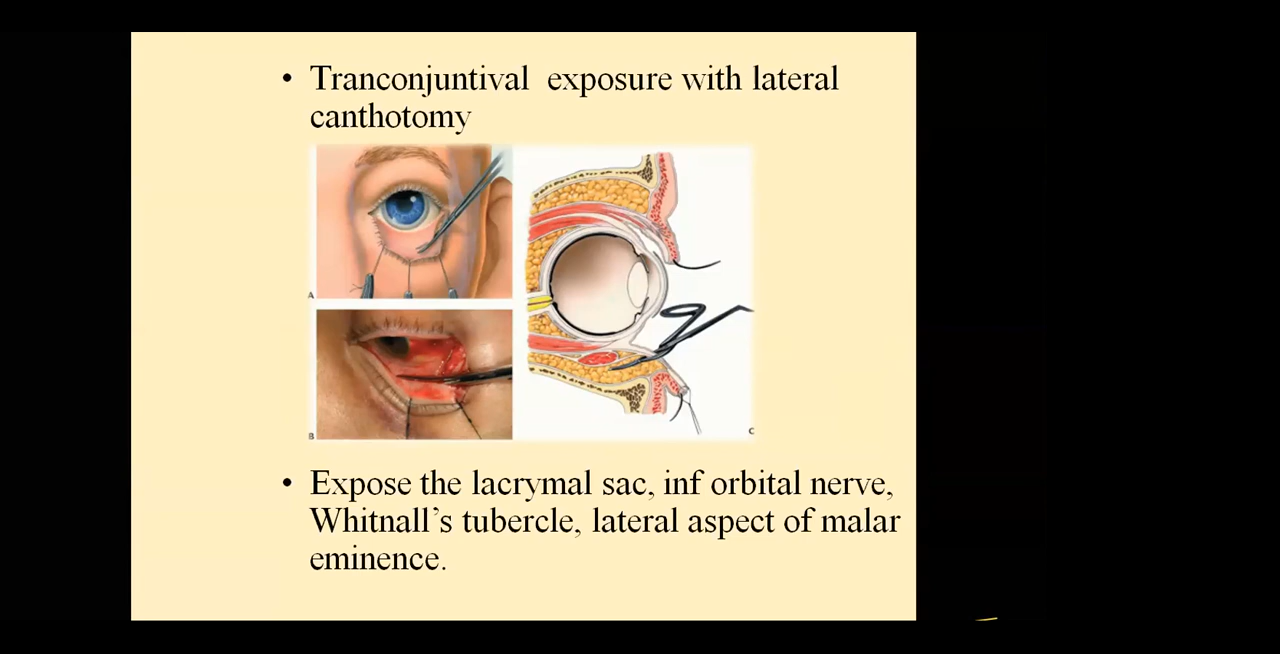 • Tranconjuntival exposure with lateral
canthotomy
A
B
C
• Expose the lacrymal sac, inf orbital nerve,
Whitnall’s tubercle, lateral aspect of malar
eminence.